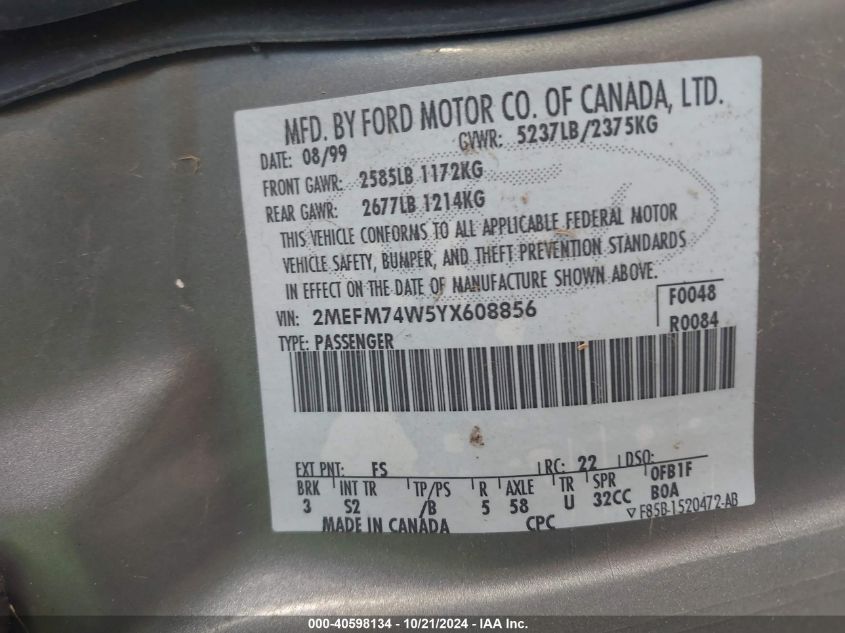 MFD. BY FORD MOTOR CO. OF CANADA, LTD.
DATE: 08/99 GVWR: 5237LB/2375KG
FRONT GAWR: 2585LB 1172KG
REAR GAWR: 2677LB 1214KG
THIS VEHICLE CONFORMS TO ALL APPLICABLE FEDERAL MOTOR
VEHICLE SAFETY, BUMPER, AND THEFT PREVENTION STANDARDS
IN EFFECT ON THE DATE OF MANUFACTURE SHOWN ABOVE.
VIN: 2MEFM74W5YX608856 F0048
TYPE: PASSENGER R0084
EXT PNT: FS RC: 22 DSO:
BRK INT TR TP/PS R AXLE TR SPR 0FB1F
3 S2 /B 5 58 U 32CC B0A
MADE IN CANADA CPC ▽ F85B-1520472-AB
000-40598134 - 10/21/2024 - IAA Inc.